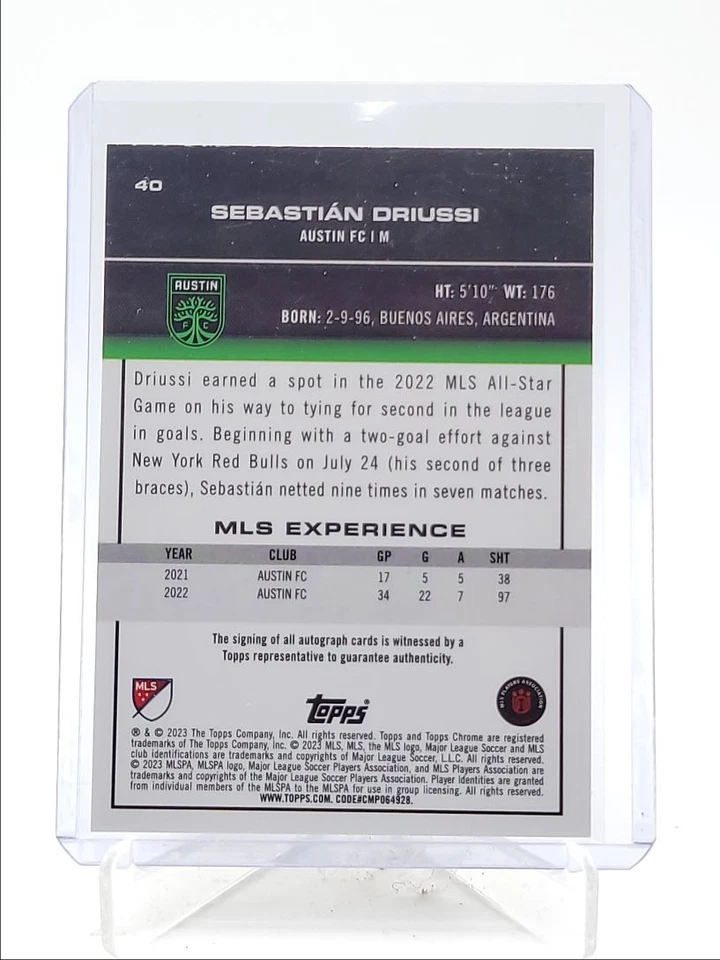 40
SEBASTIÁN DRIUSSI
AUSTIN FC | M
AUSTIN
F C
HT: 5'10" WT: 176
BORN: 2-9-96, BUENOS AIRES, ARGENTINA
Driussi earned a spot in the 2022 MLS All-Star
Game on his way to tying for second in the league
in goals. Beginning with a two-goal effort against
New York Red Bulls on July 24 (his second of three
braces), Sebastián netted nine times in seven matches.
MLS EXPERIENCE
YEAR CLUB GP G A SHT
2021 AUSTIN FC 17 5 5 38
2022 AUSTIN FC 34 22 7 97
The signing of all autograph cards is witnessed by a
Topps representative to guarantee authenticity.
MLS
Topps®
MLS PLAYERS ASSOCIATION
® & © 2023 The Topps Company, Inc. All rights reserved. Topps and Topps Chrome are registered
trademarks of The Topps Company, Inc. © 2023 MLS, MLS, the MLS logo, Major League Soccer and MLS
club identifications are trademarks and copyrights of Major League Soccer, L.L.C. All rights reserved.
© 2023 MLSPA, MLSPA logo, Major League Soccer Players Association, and MLS Players Association are
trademarks and copyrights of the Major League Soccer Players Association. Player Identities are granted
from individual members of the MLSPA to the MLSPA for use in group licensing. All rights reserved.
WWW.TOPPS.COM. CODE#CMP064928.